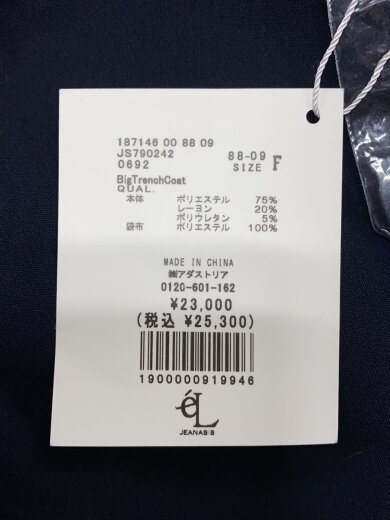 187146 00 88 09
JS790242
0692
88-09 F
SIZE
BigTrenchCoat
QUAL.
本体 ポリエステル 75%
レーヨン 20%
ポリウレタン 5%
袋布 ポリエステル 100%
MADE IN CHINA
㈱アダストリア
0120-601-162
¥23,000
(税込 ¥25,300)
1900000919946
éL
JEANASIS